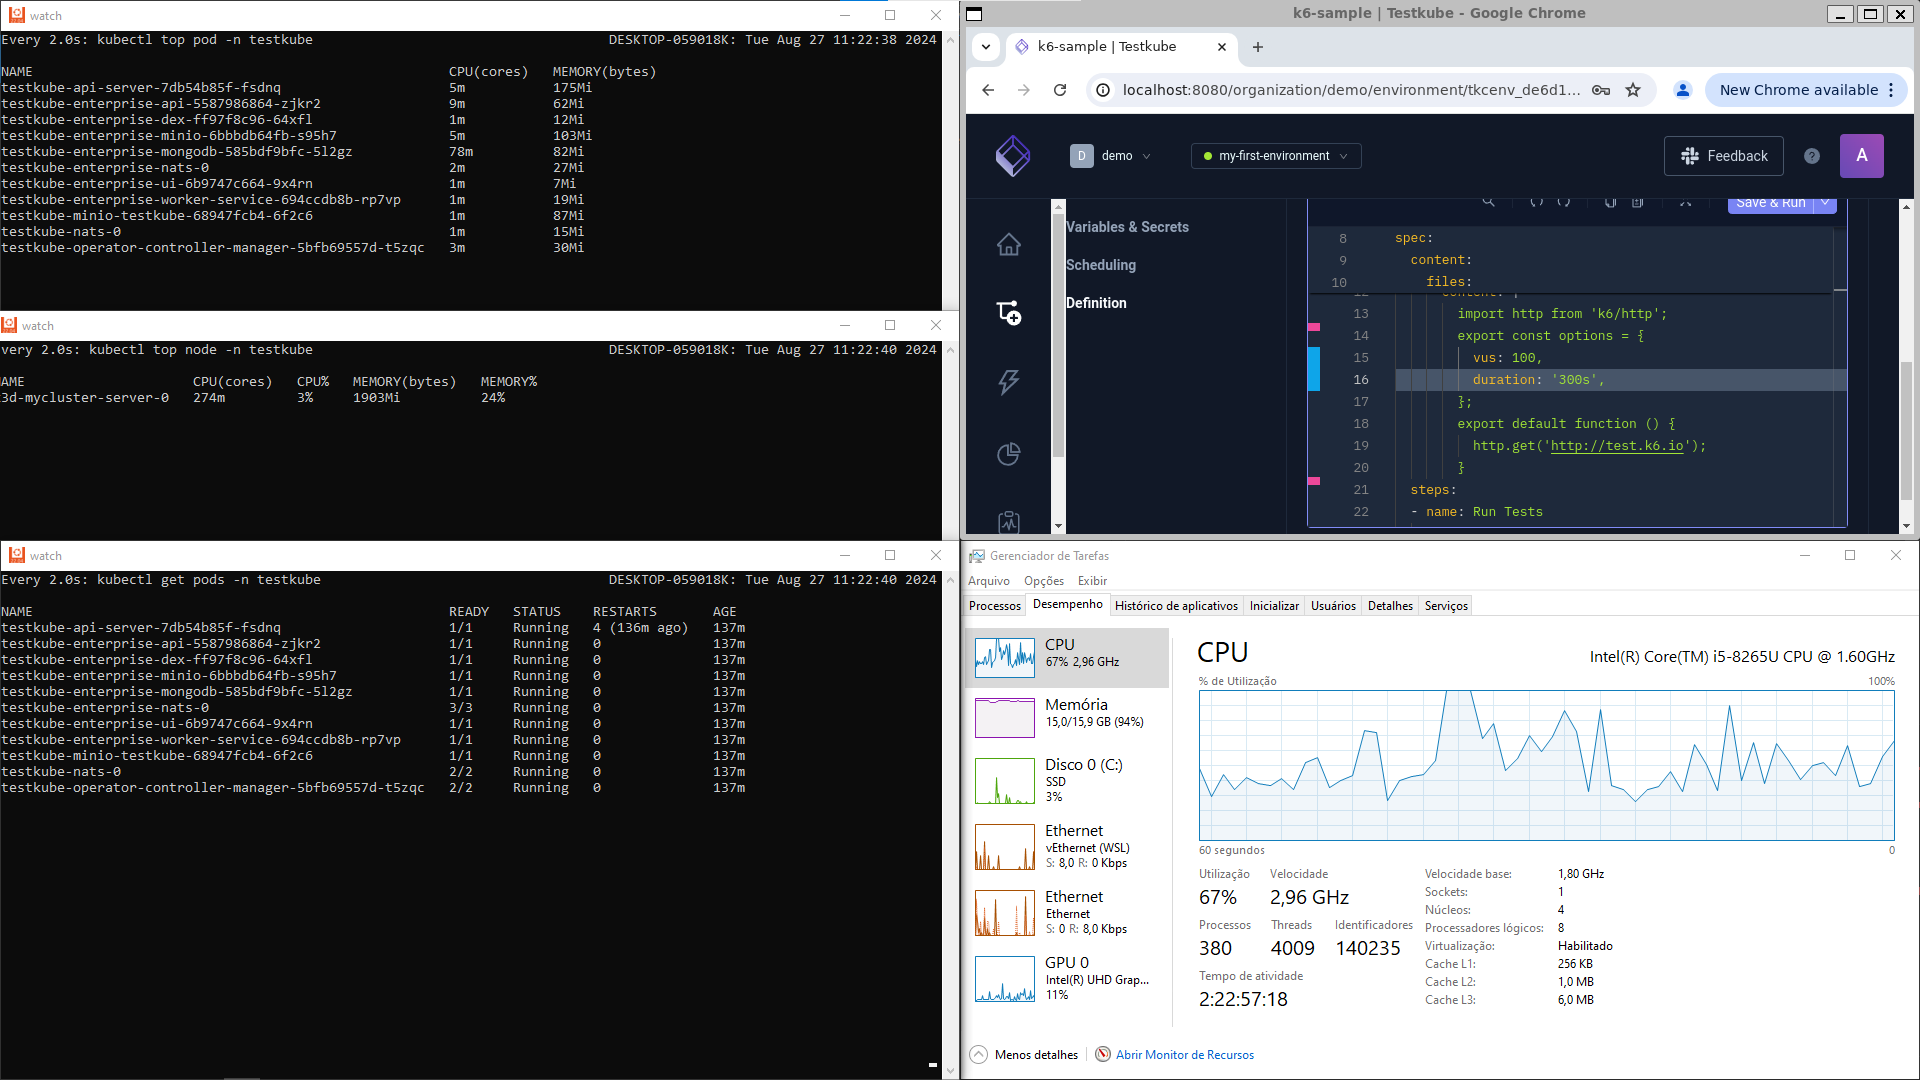 watch
Every 2.0s: kubectl top pod -n testkube DESKTOP-059018K: Tue Aug 27 11:22:38 2024
NAME CPU(cores) MEMORY(bytes)
testkube-api-server-7db54b85f-fsdnq 5m 175Mi
testkube-enterprise-api-5587986864-zjkr2 9m 62Mi
testkube-enterprise-dex-ff97f8c96-64xfl 1m 12Mi
testkube-enterprise-minio-6bbbdb64fb-s95h7 5m 103Mi
testkube-enterprise-mongodb-585bdf9bfc-5l2gz 78m 82Mi
testkube-enterprise-nats-0 2m 27Mi
testkube-enterprise-ui-6b9747c664-9x4rn 1m 7Mi
testkube-enterprise-worker-service-694ccdb8b-rp7vp 1m 19Mi
testkube-minio-testkube-68947fcb4-6f2c6 1m 87Mi
testkube-nats-0 1m 15Mi
testkube-operator-controller-manager-5bfb69557d-t5zqc 3m 30Mi
watch
very 2.0s: kubectl top node -n testkube DESKTOP-059018K: Tue Aug 27 11:22:40 2024
AME CPU(cores) CPU% MEMORY(bytes) MEMORY%
3d-mycluster-server-0 274m 3% 1903Mi 24%
watch
Every 2.0s: kubectl get pods -n testkube DESKTOP-059018K: Tue Aug 27 11:22:40 2024
NAME READY STATUS RESTARTS AGE
testkube-api-server-7db54b85f-fsdnq 1/1 Running 4 (136m ago) 137m
testkube-enterprise-api-5587986864-zjkr2 1/1 Running 0 137m
testkube-enterprise-dex-ff97f8c96-64xfl 1/1 Running 0 137m
testkube-enterprise-minio-6bbbdb64fb-s95h7 1/1 Running 0 137m
testkube-enterprise-mongodb-585bdf9bfc-5l2gz 1/1 Running 0 137m
testkube-enterprise-nats-0 3/3 Running 0 137m
testkube-enterprise-ui-6b9747c664-9x4rn 1/1 Running 0 137m
testkube-enterprise-worker-service-694ccdb8b-rp7vp 1/1 Running 0 137m
testkube-minio-testkube-68947fcb4-6f2c6 1/1 Running 0 137m
testkube-nats-0 2/2 Running 0 137m
testkube-operator-controller-manager-5bfb69557d-t5zqc 2/2 Running 0 137m
k6-sample | Testkube - Google Chrome
k6-sample | Testkube
localhost:8080/organization/demo/environment/tkcenv_de6d1... New Chrome available
D demo my-first-environment Feedback ? A
Save & Run
Variables & Secrets
Scheduling
Definition
8 spec:
9 content:
10 files:
12 content: |
13 import http from 'k6/http';
14 export const options = {
15 vus: 100,
16 duration: '300s',
17 };
18 export default function () {
19 http.get('http://test.k6.io');
20 }
21 steps:
22 - name: Run Tests
Gerenciador de Tarefas
Arquivo Opções Exibir
Processos Desempenho Histórico de aplicativos Inicializar Usuários Detalhes Serviços
CPU
67% 2,96 GHz
Memória
15,0/15,9 GB (94%)
Disco 0 (C:)
SSD
3%
Ethernet
vEthernet (WSL)
S: 8,0 R: 0 Kbps
Ethernet
Ethernet
S: 0 R: 8,0 Kbps
GPU 0
Intel(R) UHD Grap...
11%
CPU Intel(R) Core(TM) i5-8265U CPU @ 1.60GHz
% de Utilização 100%
60 segundos 0
Utilização Velocidade
67% 2,96 GHz
Processos Threads Identificadores
380 4009 140235
Tempo de atividade
2:22:57:18
Velocidade base: 1,80 GHz
Sockets: 1
Núcleos: 4
Processadores lógicos: 8
Virtualização: Habilitado
Cache L1: 256 KB
Cache L2: 1,0 MB
Cache L3: 6,0 MB
Menos detalhes Abrir Monitor de Recursos